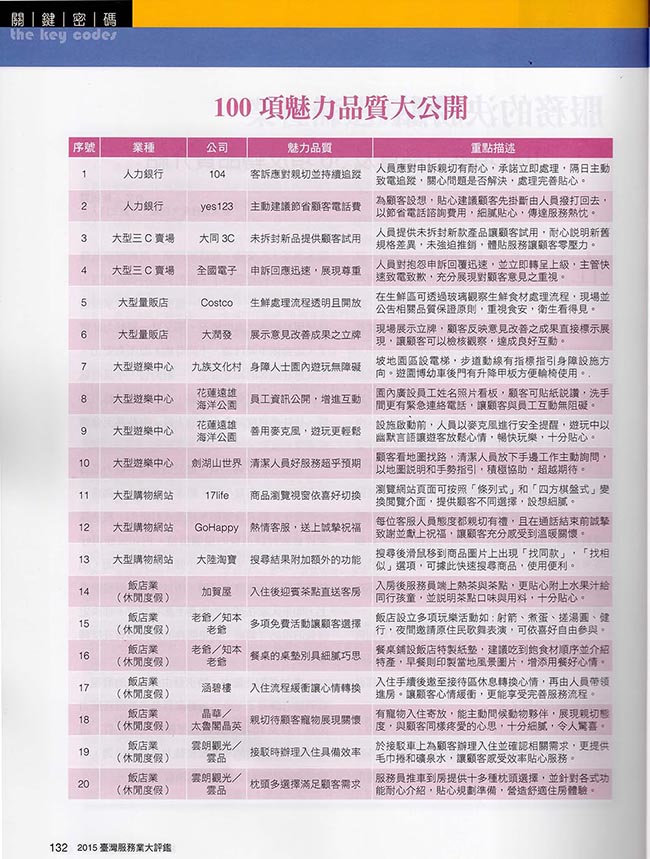 關鍵密碼
the key codes
100 項魅力品質大公開
序號 業種 公司 魅力品質 重點描述
1 人力銀行 104 客訴應對親切並持續追蹤 人員應對申訴親切有耐心,承諾立即處理,隔日主動
致電追蹤,關心問題是否解決,處理完善貼心。
2 人力銀行 yes123 主動建議節省顧客電話費 為顧客設想,貼心建議顧客先掛斷由人員撥打回去,
以節省電話諮詢費用,細膩貼心,傳達服務熱忱。
3 大型三C賣場 大同3C 未拆封新品提供顧客試用 人員提供未拆封新款產品讓顧客試用,耐心說明新舊
規格差異,未強迫推銷,體貼服務讓顧客零壓力。
4 大型三C賣場 全國電子 申訴回應迅速,展現尊重 人員對抱怨申訴回覆迅速,並立即轉呈上級,主管快
速致電致歉,充分展現對顧客意見之重視。
5 大型量販店 Costco 生鮮處理流程透明且開放 在生鮮區可透過玻璃觀察生鮮食材處理流程,現場並
公告相關品質保證原則,重視食安,衛生看得見。
6 大型量販店 大潤發 展示意見改善成果之立牌 現場展示立牌,顧客反映意見改善之成果直接標示展
現,讓顧客可以檢核觀察,達成良好互動。
7 大型遊樂中心 九族文化村 身障人士園內遊玩無障礙 坡地園區設電梯,步道動線有指標指引身障設施方
向。遊園博幼車後門有升降甲板方便輪椅使用。.
8 大型遊樂中心 花蓮遠雄
海洋公園 員工資訊公開,增進互動 園內廣設員工姓名照片看板,顧客可貼紙說讚,洗手
間更有緊急連絡電話,讓顧客與員工互動無阻礙。
9 大型遊樂中心 花蓮遠雄
海洋公園 善用麥克風,遊玩更輕鬆 設施啟動前,人員以麥克風進行安全提醒,遊玩中以
幽默言語讓遊客放鬆心情,暢快玩樂,十分貼心。
10 大型遊樂中心 劍湖山世界 清潔人員好服務超乎預期 顧客看地圖找路,清潔人員放下手邊工作主動詢問,
以地圖說明和手勢指引,積極協助,超越期待。
11 大型購物網站 17life 商品瀏覽視窗依喜好切換 瀏覽網站頁面可按照「條列式」和「四方棋盤式」變
換閱覽介面,提供顧客不同選擇,設想細膩。
12 大型購物網站 GoHappy 熱情客服,送上誠摯祝福 每位客服人員態度都親切有禮,且在通話結束前誠摯
致謝並獻上祝福,讓顧客充分感受到溫暖關懷。
13 大型購物網站 大陸淘寶 搜尋結果附加額外的功能 搜尋後滑鼠移到商品圖片上出現「找同款」,「找相
似」選項,可據此快速搜尋商品,使用便利。
14 飯店業
(休閒度假) 加賀屋 入住後迎賓茶點直送客房 入房後服務員端上熱茶與茶點,更貼心附上水果汁給
同行孩童,並說明茶點口味與用料,十分貼心。
15 飯店業
(休閒度假) 老爺/知本
老爺 多項免費活動讓顧客選擇 飯店設立多項玩樂活動如:射箭、煮蛋、搓湯圓、健
行,夜間邀請原住民歌舞表演,可依喜好自由參與。
16 飯店業
(休閒度假) 老爺/知本
老爺 餐桌的桌墊別具細膩巧思 餐桌鋪設飯店特製紙墊,建議吃到飽食材順序並介紹
特產,早餐則印製當地風景圖片,增添用餐好心情。
17 飯店業
(休閒度假) 涵碧樓 入住流程緩衝讓心情轉換 入住手續後邀至接待區休息轉換心情,再由人員帶領
進房。讓顧客心情緩衝,更能享受完善服務流程。
18 飯店業
(休閒度假) 晶華/
太魯閣晶英 親切待顧客寵物展現關懷 有寵物入住寄放,能主動問候動物夥伴,展現親切態
度,與顧客同樣疼愛的心思,十分細膩,令人驚喜。
19 飯店業
(休閒度假) 雲朗觀光/
雲品 接駁時辦理入住具備效率 於接駁車上為顧客辦理入住並確認相關需求,更提供
毛巾捲和礦泉水,讓顧客感受效率貼心服務。
20 飯店業
(休閒度假) 雲朗觀光/
雲品 枕頭多選擇滿足顧客需求 服務員推車到房提供十多種枕頭選擇,並針對各式功
能耐心介紹,貼心規劃準備,營造舒適住房體驗。
132 2015臺灣服務業大評鑑